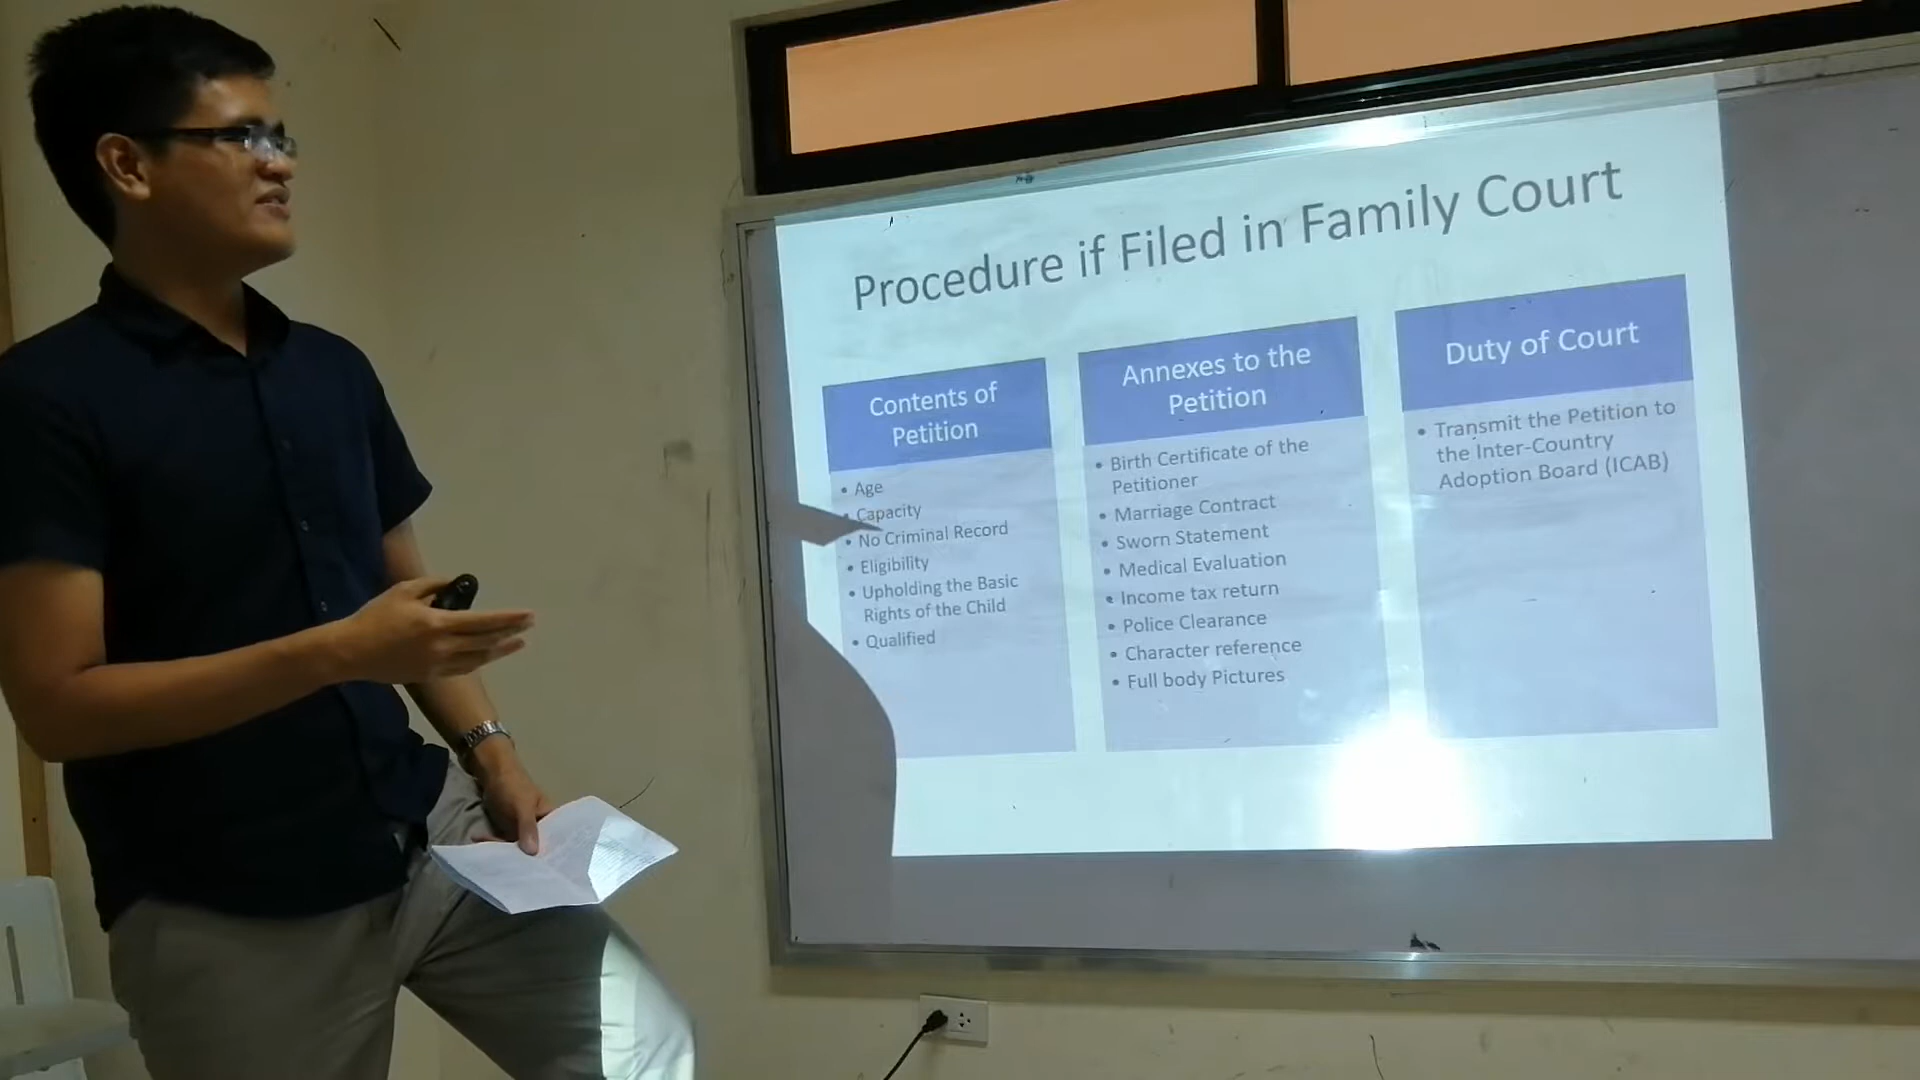 Procedure if Filed in Family Court
Contents of
Petition
• Age
• Capacity
• No Criminal Record
• Eligibility
• Upholding the Basic
Rights of the Child
• Qualified
Annexes to the
Petition
• Birth Certificate of the
Petitioner
• Marriage Contract
• Sworn Statement
• Medical Evaluation
• Income tax return
• Police Clearance
• Character reference
• Full body Pictures
Duty of Court
• Transmit the Petition to
the Inter-Country
Adoption Board (ICAB)